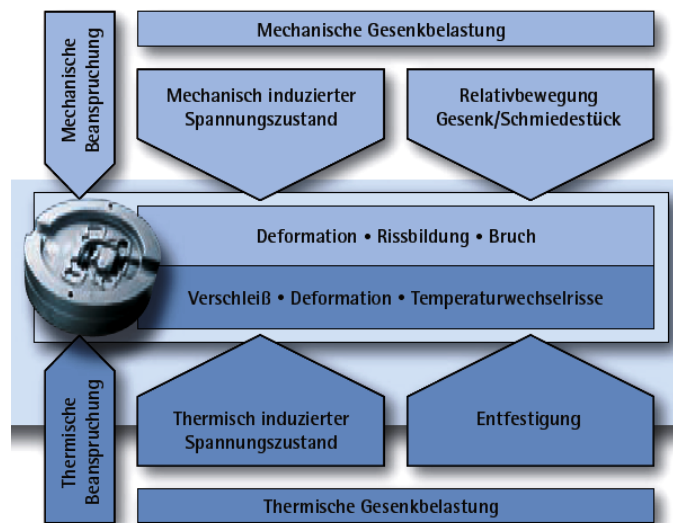 Mechanische Gesenkbelastung
Mechanische
Beanspruchung
Mechanisch induzierter
Spannungszustand
Relativbewegung
Gesenk/Schmiedestück
Deformation • Rissbildung • Bruch
Verschleiß • Deformation • Temperaturwechselrisse
Thermische
Beanspruchung
Thermisch induzierter
Spannungszustand
Entfestigung
Thermische Gesenkbelastung